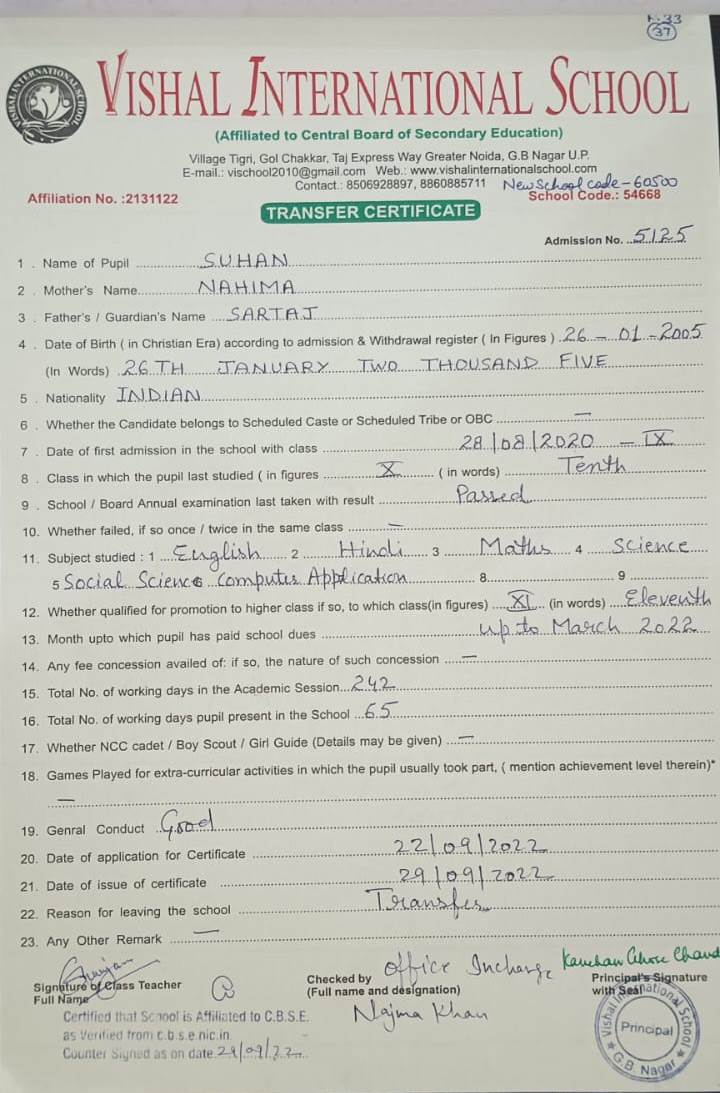 (37)
VISHAL INTERNATIONAL SCHOOL
VISHAL INTERNATIONAL SCHOOL
(Affiliated to Central Board of Secondary Education)
Village Tigri, Gol Chakkar, Taj Express Way Greater Noida, G.B Nagar U.P.
E-mail.: vischool2010@gmail.com Web.: www.vishalinternationalschool.com
Contact.: 8506928897, 8860885711 New School code - 60500
Affiliation No. :2131122 School Code.: 54668
TRANSFER CERTIFICATE
Admission No. 5125
1 . Name of Pupil SUHAN
2 . Mother's Name NAHIMA
3 . Father's / Guardian's Name SARTAJ
4 . Date of Birth ( in Christian Era) according to admission & Withdrawal register ( In Figures ) 26 - 01 - 2005
(In Words) 26TH JANUARY TWO THOUSAND FIVE
5 . Nationality INDIAN
6 . Whether the Candidate belongs to Scheduled Caste or Scheduled Tribe or OBC —
7 . Date of first admission in the school with class 28/08/2020 - IX
8 . Class in which the pupil last studied ( in figures X ( in words) Tenth
9 . School / Board Annual examination last taken with result Passed
10. Whether failed, if so once / twice in the same class —
11. Subject studied : 1 English 2 Hindi 3 Maths 4 Science
5 Social Science Computer Application 8 9
12. Whether qualified for promotion to higher class if so, to which class(in figures) XI (in words) Eleventh
13. Month upto which pupil has paid school dues up to March 2022
14. Any fee concession availed of: if so, the nature of such concession —
15. Total No. of working days in the Academic Session 242
16. Total No. of working days pupil present in the School 65
17. Whether NCC cadet / Boy Scout / Girl Guide (Details may be given) —
18. Games Played for extra-curricular activities in which the pupil usually took part, ( mention achievement level therein)*
—
19. Genral Conduct Good
20. Date of application for Certificate 22/09/2022
21. Date of issue of certificate 29/09/2022
22. Reason for leaving the school Transfer
23. Any Other Remark —
Signature of Class Teacher
Full Name
Checked by Office Incharge
(Full name and designation)
Najma Khan
Principal's Signature
with Seal
Certified that School is Affiliated to C.B.S.E.
as Verified from c.b.s.e.nic.in
Counter Signed as on date 29/09/22
Vishal International School
Principal
G.B. Nagar